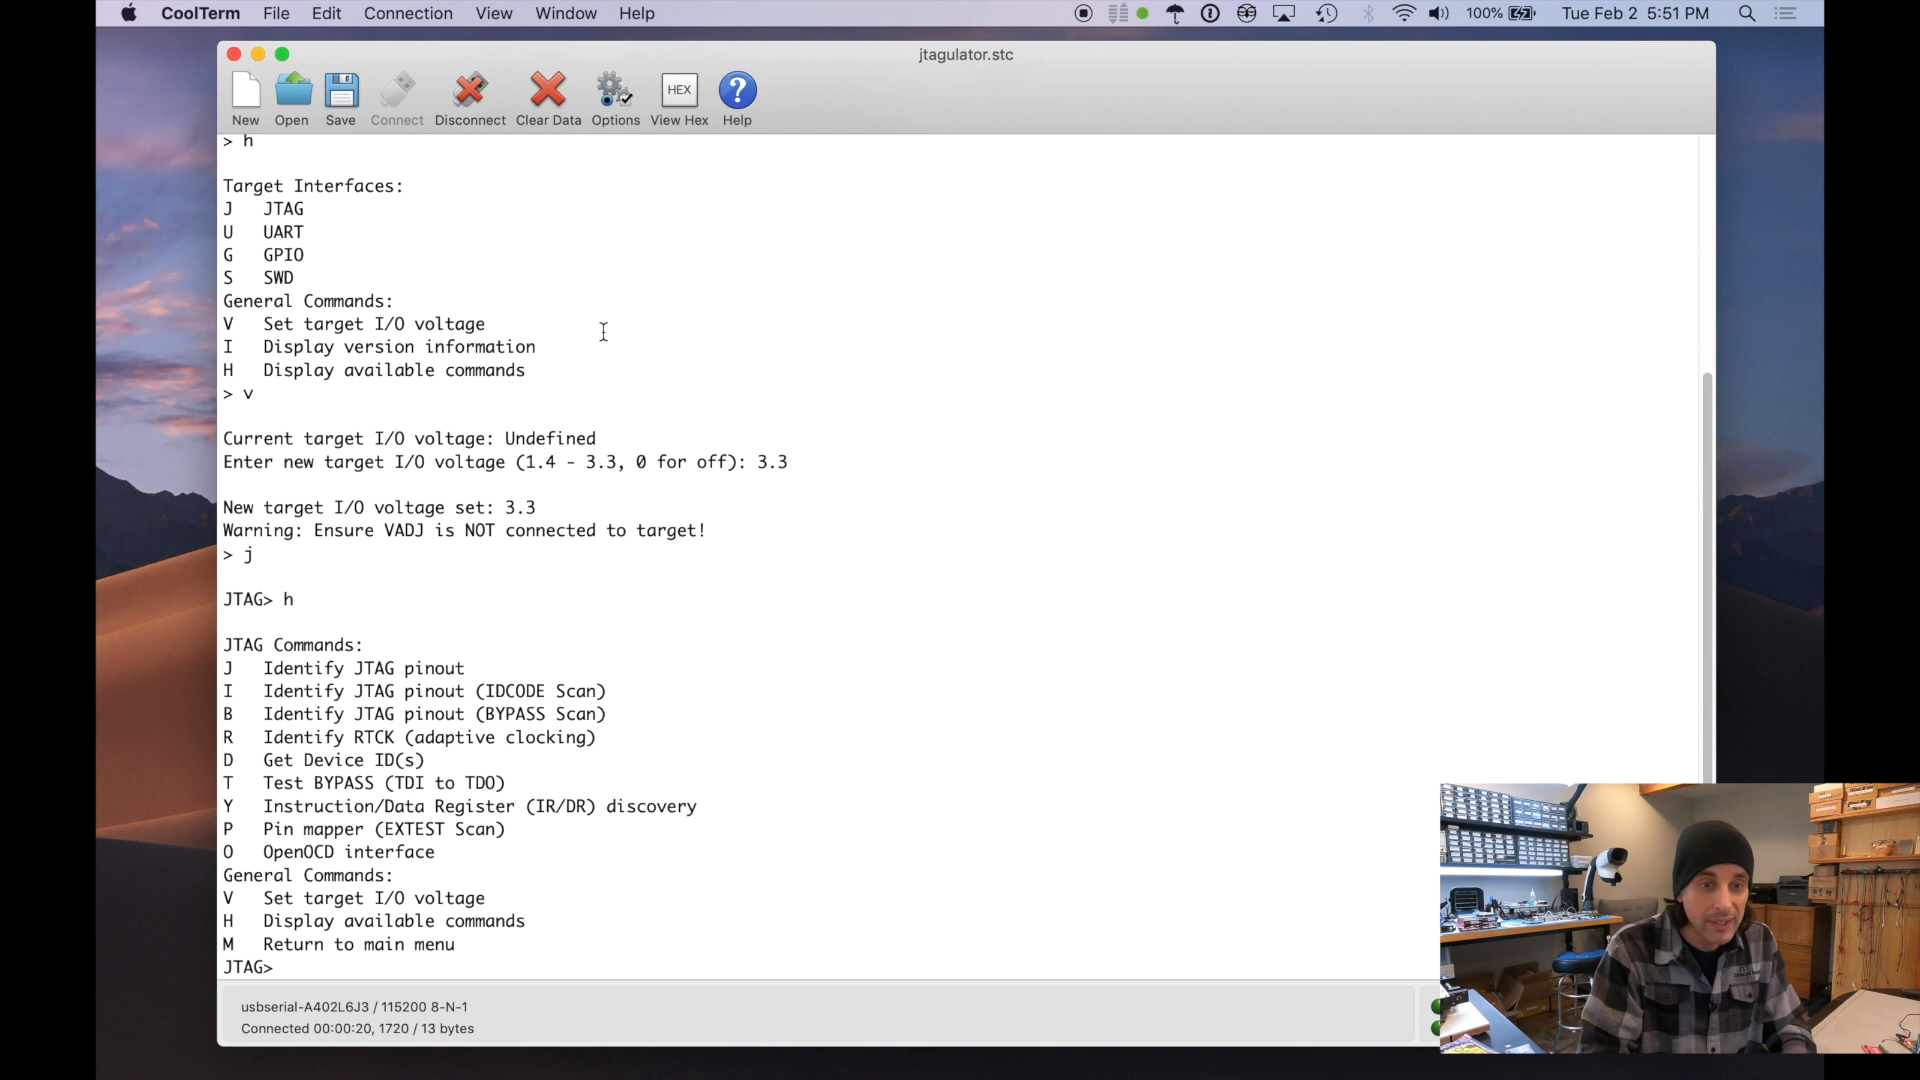 CoolTerm File Edit Connection View Window Help 100% Tue Feb 2 5:51 PM
jtagulator.stc
HEX
New Open Save Connect Disconnect Clear Data Options View Hex Help
> h
Target Interfaces:
J JTAG
U UART
G GPIO
S SWD
General Commands:
V Set target I/O voltage
I Display version information
H Display available commands
> v
Current target I/O voltage: Undefined
Enter new target I/O voltage (1.4 - 3.3, 0 for off): 3.3
New target I/O voltage set: 3.3
Warning: Ensure VADJ is NOT connected to target!
> j
JTAG> h
JTAG Commands:
J Identify JTAG pinout
I Identify JTAG pinout (IDCODE Scan)
B Identify JTAG pinout (BYPASS Scan)
R Identify RTCK (adaptive clocking)
D Get Device ID(s)
T Test BYPASS (TDI to TDO)
Y Instruction/Data Register (IR/DR) discovery
P Pin mapper (EXTEST Scan)
O OpenOCD interface
General Commands:
V Set target I/O voltage
H Display available commands
M Return to main menu
JTAG>
usbserial-A402L6J3 / 115200 8-N-1
Connected 00:00:20, 1720 / 13 bytes